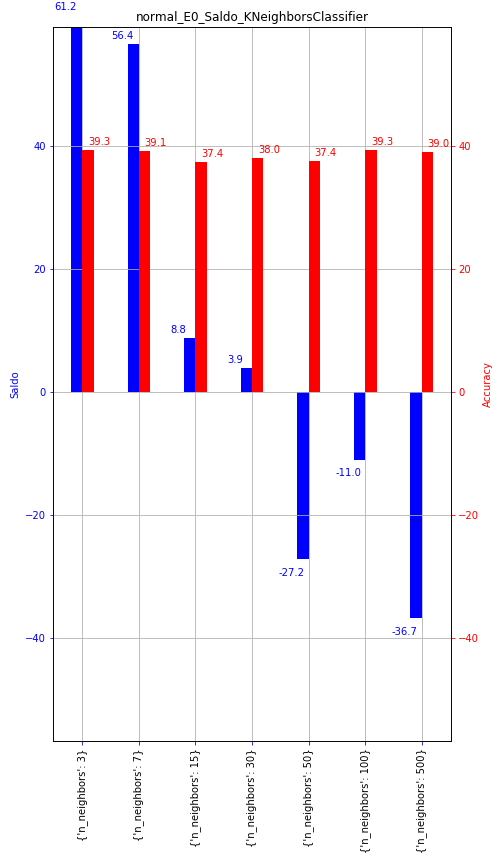 normal_E0_Saldo_KNeighborsClassifier
61.2
56.4
39.3
39.1
37.4
38.0
37.4
39.3
39.0
8.8
3.9
-27.2
-11.0
-36.7
40
20
0
−20
−40
Saldo
40
20
0
−20
−40
Accuracy
{'n_neighbors': 3}
{'n_neighbors': 7}
{'n_neighbors': 15}
{'n_neighbors': 30}
{'n_neighbors': 50}
{'n_neighbors': 100}
{'n_neighbors': 500}